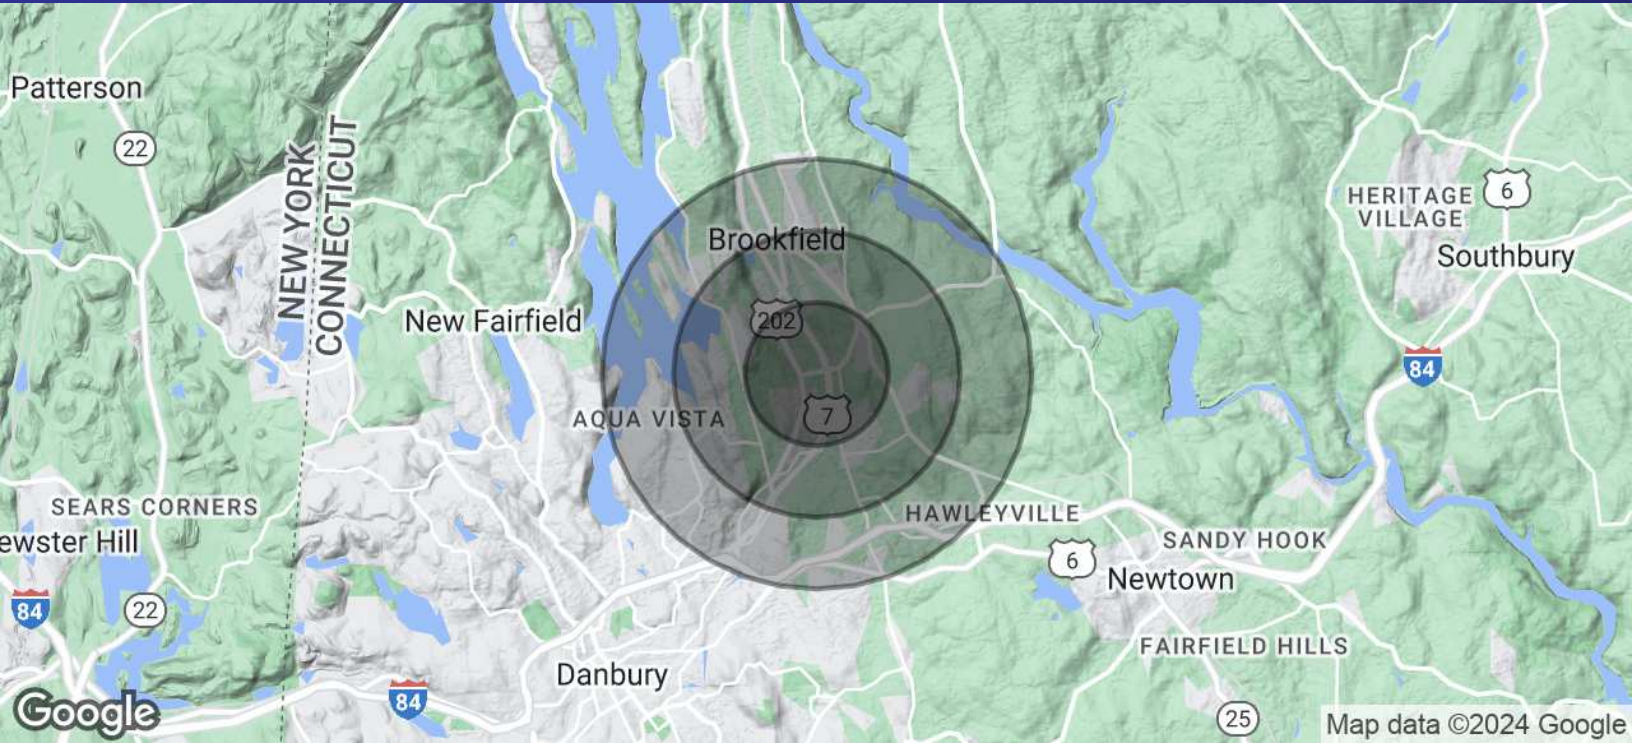 Patterson
22
NEW YORK
CONNECTICUT
HERITAGE
VILLAGE
6
Southbury
Brookfield
202
New Fairfield
84
7
AQUA VISTA
SEARS CORNERS
ewster Hill
HAWLEYVILLE
6
SANDY HOOK
Newtown
84
22
FAIRFIELD HILLS
Danbury
84
25
Google
Map data ©2024 Google